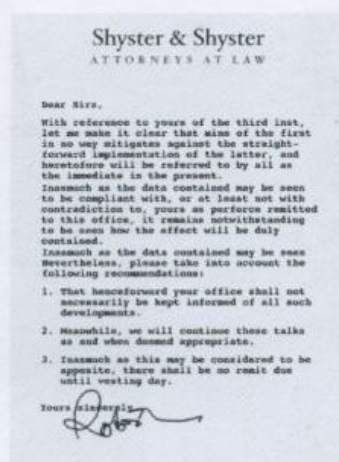 Shyster & Shyster
ATTORNEYS AT LAW
Dear Sirs,
With reference to yours of the third inst,
let me make it clear that mine of the first
in no way mitigates against the straight-
forward implementation of the latter, and
heretofore will be referred to by all as
the immediate in the present.
Inasmuch as the data contained may be seen
to be compliant with, or at least not with
contradiction to, yours as perforce remitted
to this office, it remains notwithstanding
to be seen how the effect will be duly
contained.
Inasmuch as the data contained may be seen
Nevertheless, please take into account the
following recommendations:
1. That henceforward your office shall not
necessarily be kept informed of all such
developments.
2. Meanwhile, we will continue these talks
as and when deemed appropriate.
3. Inasmuch as this may be considered to be
apposite, there shall be no remit due
until vesting day.
Yours sincerely
Robert